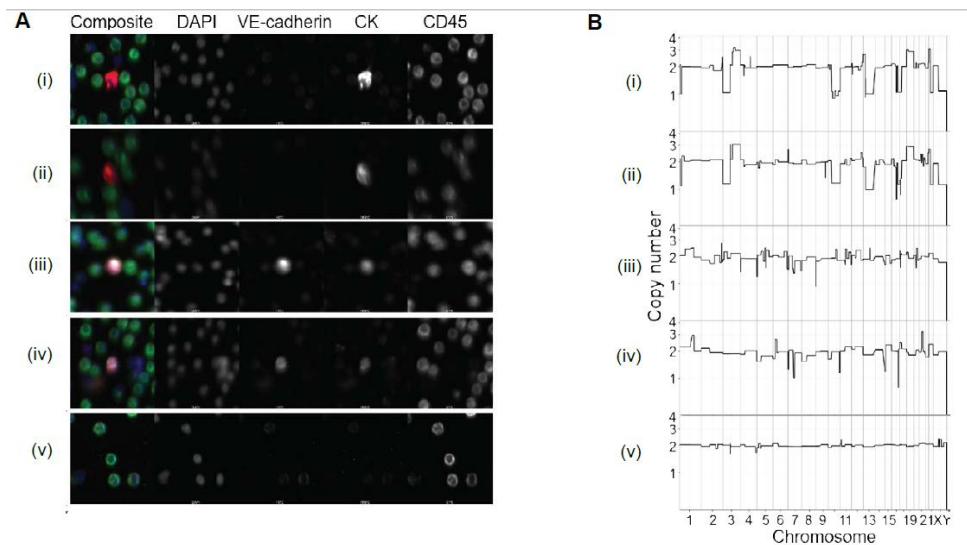 A
Composite DAPI VE-cadherin CK CD45
(i)
(ii)
(iii)
(iv)
(v)
B
(i)
(ii)
(iii)
(iv)
(v)
Copy number
4
3
2
1
4
3
2
1
4
3
2
1
4
3
2
1
4
3
2
1
1 2 3 4 5 6 7 8 9 11 13 15 19 21XY
Chromosome